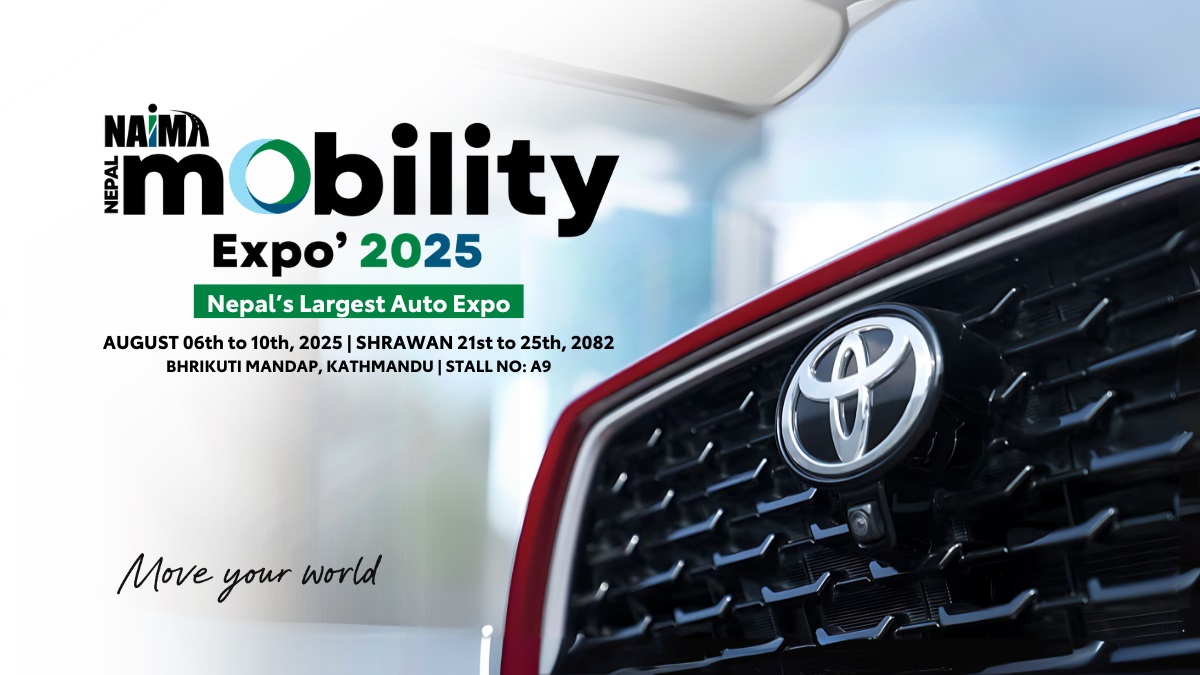 NAiMA
NEPAL
mobility
Expo' 2025
Nepal's Largest Auto Expo
AUGUST 06th to 10th, 2025 | SHRAWAN 21st to 25th, 2082
BHRIKUTI MANDAP, KATHMANDU | STALL NO: A9
Move your world